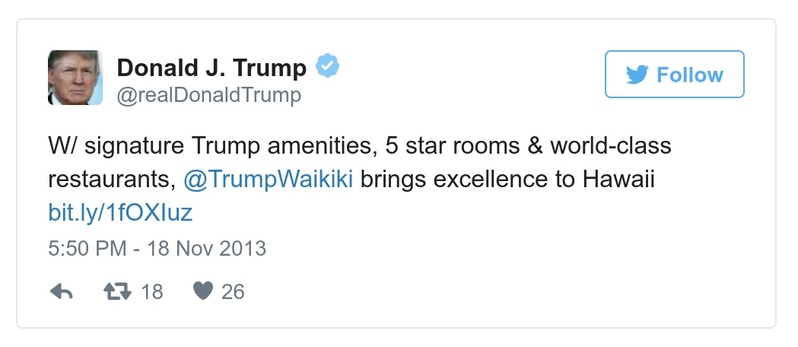 Donald J. Trump
@realDonaldTrump
Follow
W/ signature Trump amenities, 5 star rooms & world-class
restaurants, @TrumpWaikiki brings excellence to Hawaii
bit.ly/1fOXIuz
5:50 PM - 18 Nov 2013
18 26